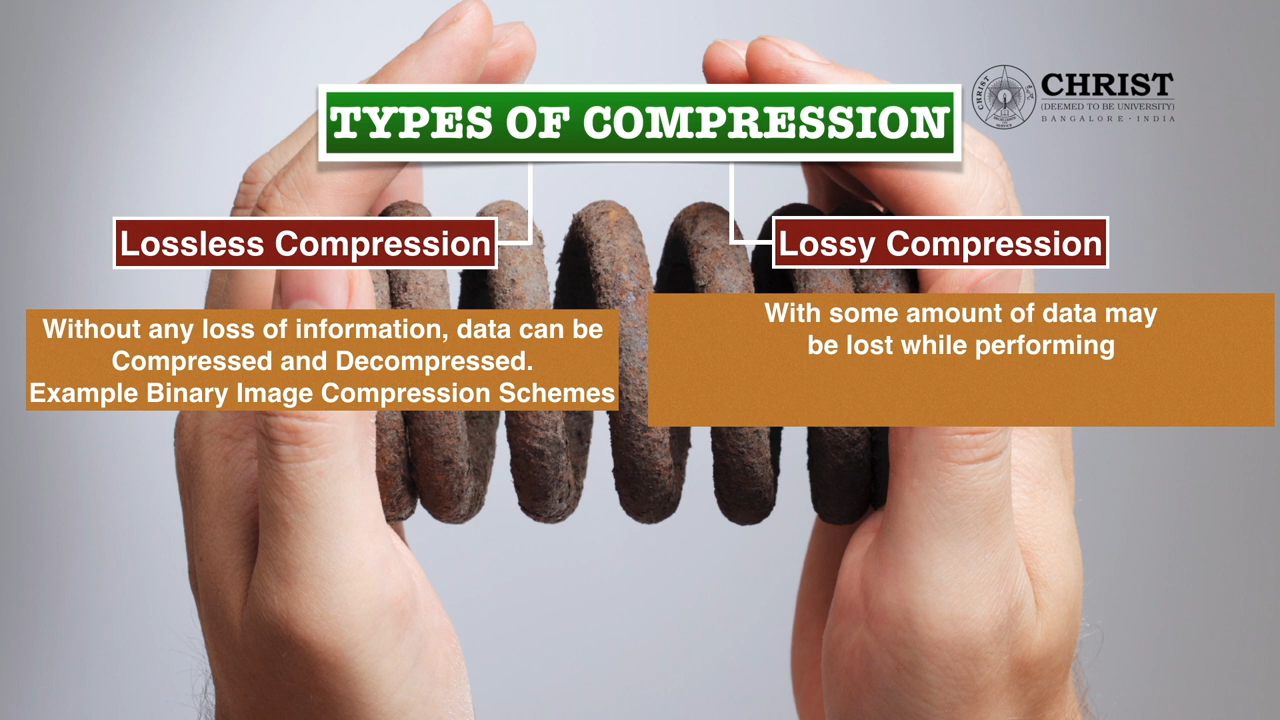 TYPES OF COMPRESSION
CHRIST
(DEEMED TO BE UNIVERSITY)
BANGALORE · INDIA
Lossless Compression
Lossy Compression
Without any loss of information, data can be
Compressed and Decompressed.
Example Binary Image Compression Schemes
With some amount of data may
be lost while performing